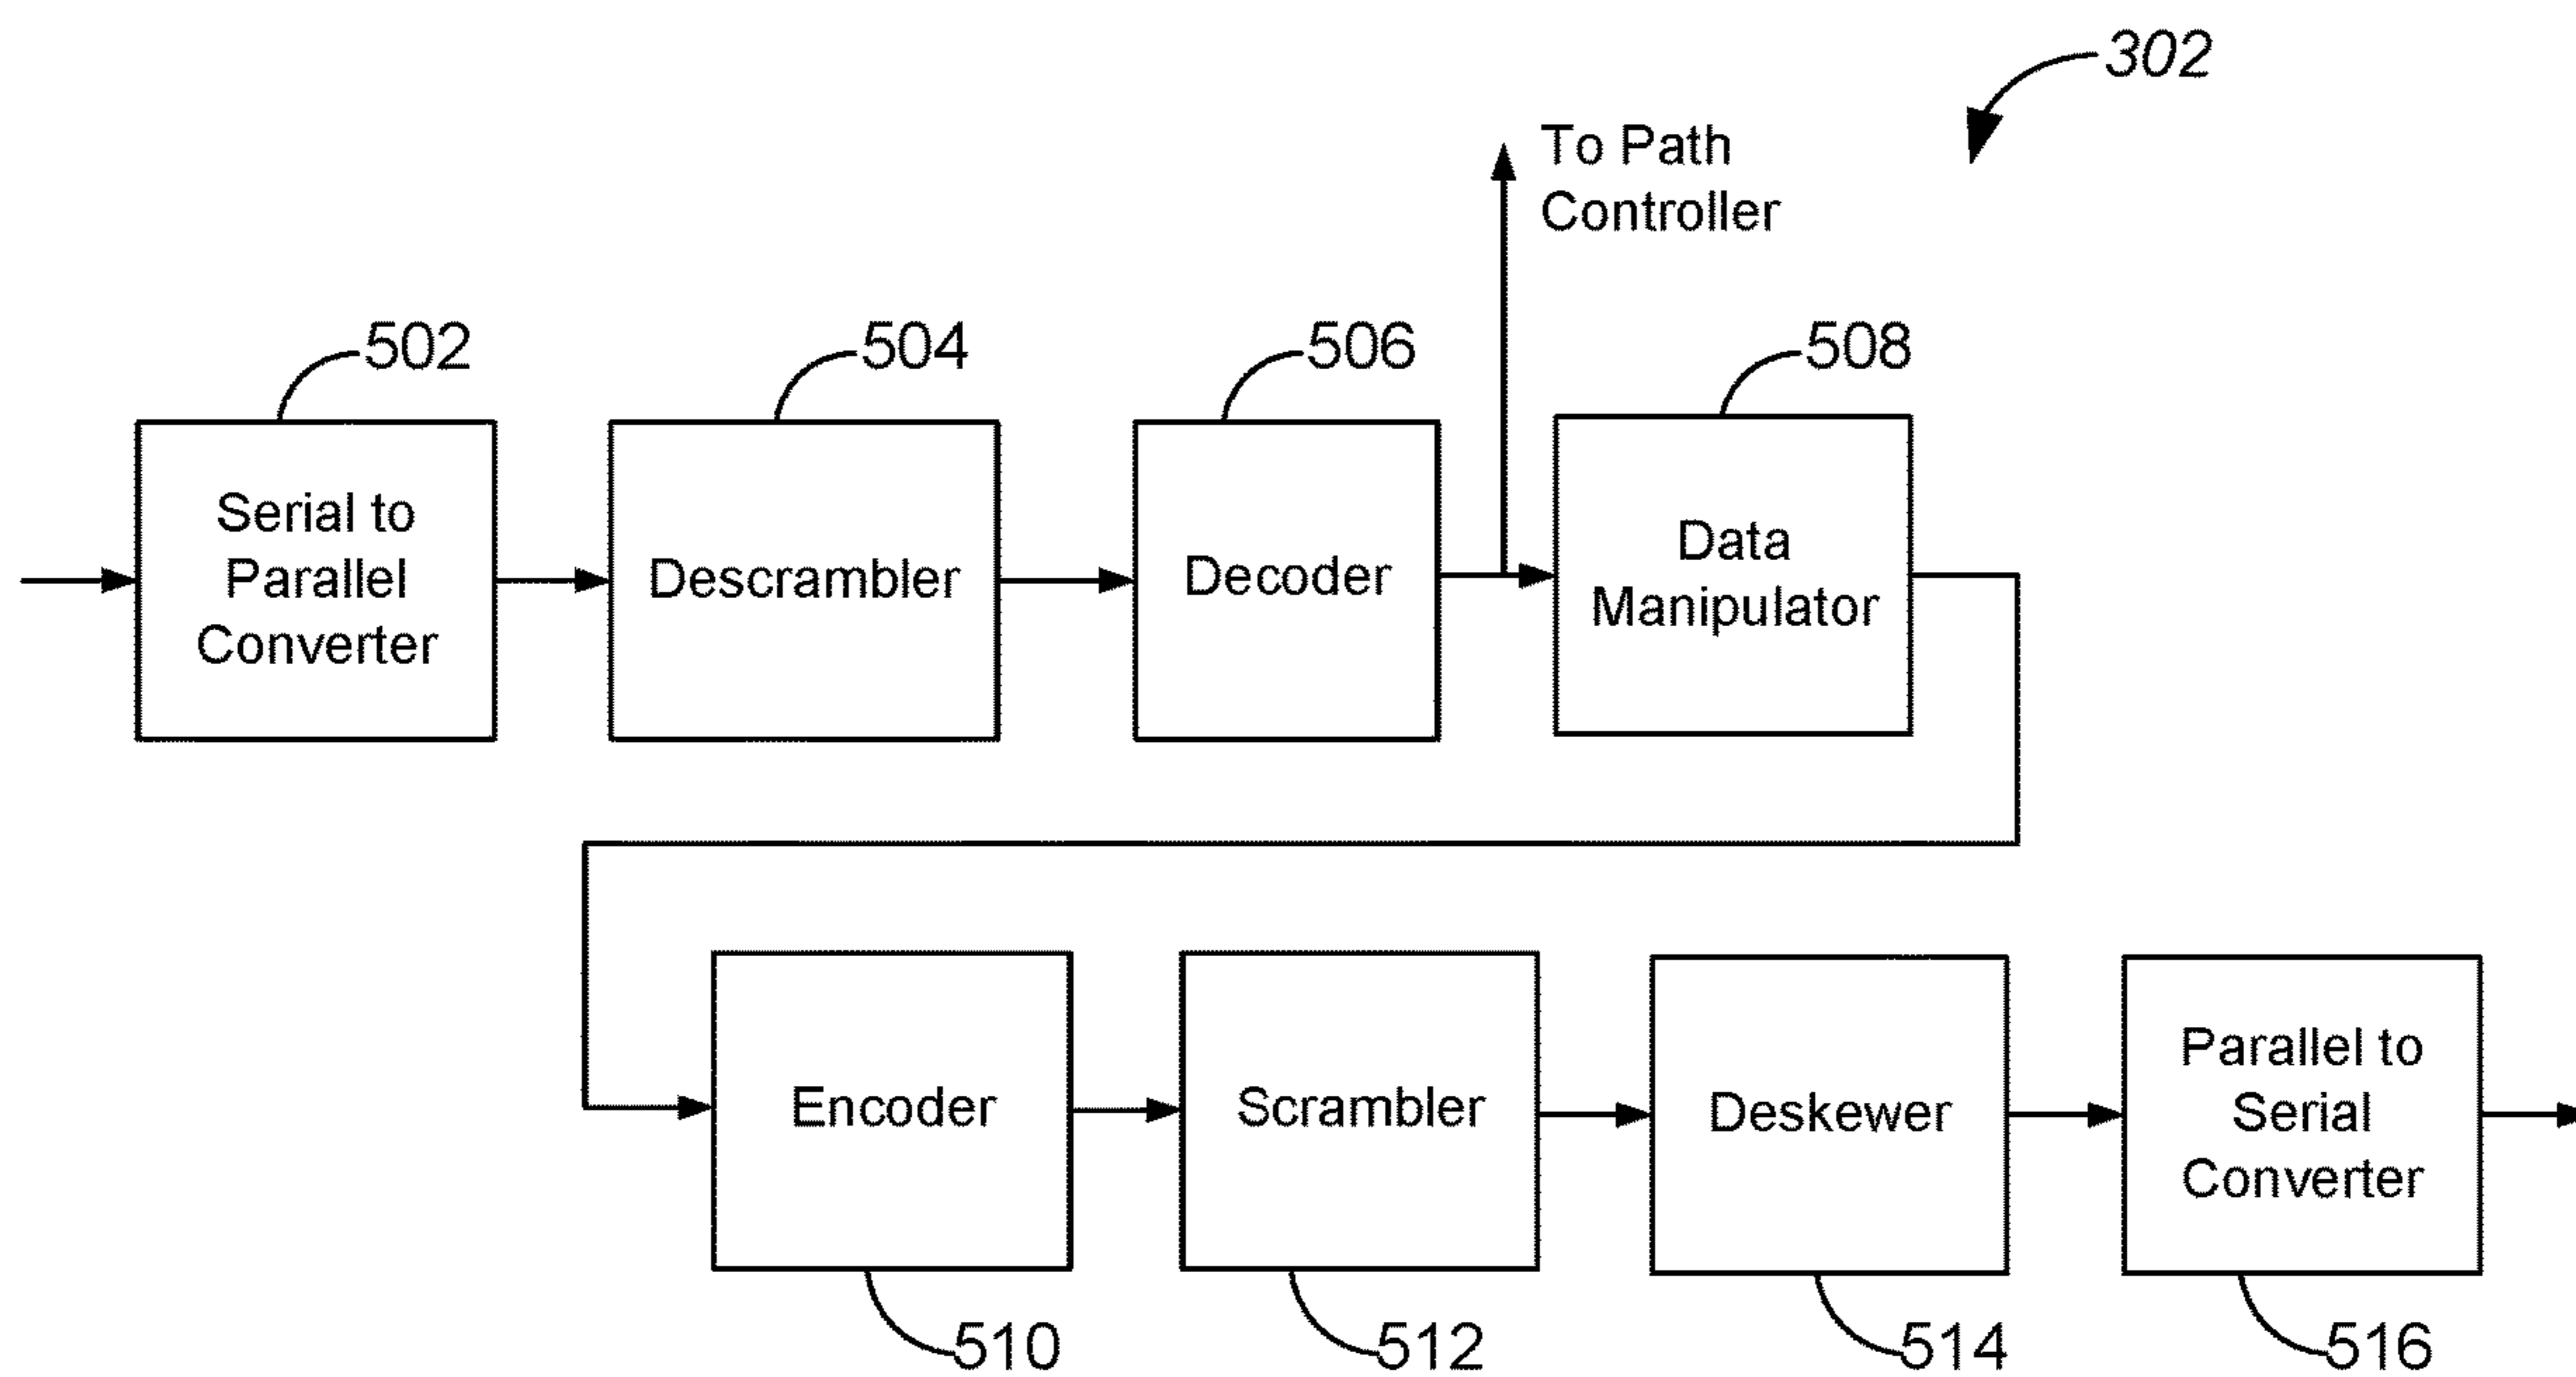 302
To Path
Controller
502
504
506
508
Serial to
Parallel
Converter
Descrambler
Decoder
Data
Manipulator
Encoder
Scrambler
Deskewer
Parallel to
Serial
Converter
510
512
514
516